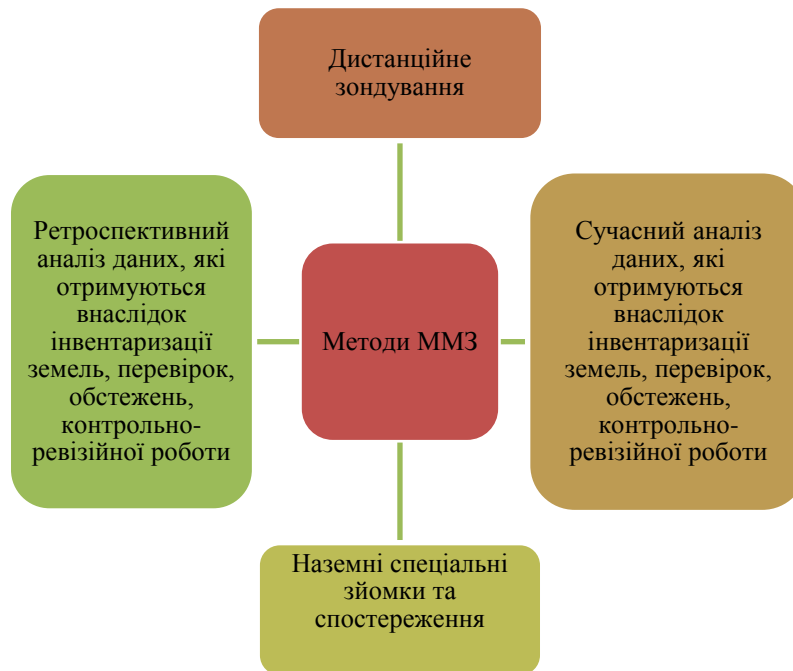 Дистанційне
зондування
Ретроспективний
аналіз даних, які
отримуються
внаслідок
інвентаризації
земель, перевірок,
обстежень,
контрольно-
ревізійної роботи
Методи ММЗ
Сучасний аналіз
даних, які
отримуються
внаслідок
інвентаризації
земель, перевірок,
обстежень,
контрольно-
ревізійної роботи
Наземні спеціальні
зйомки та
спостереження